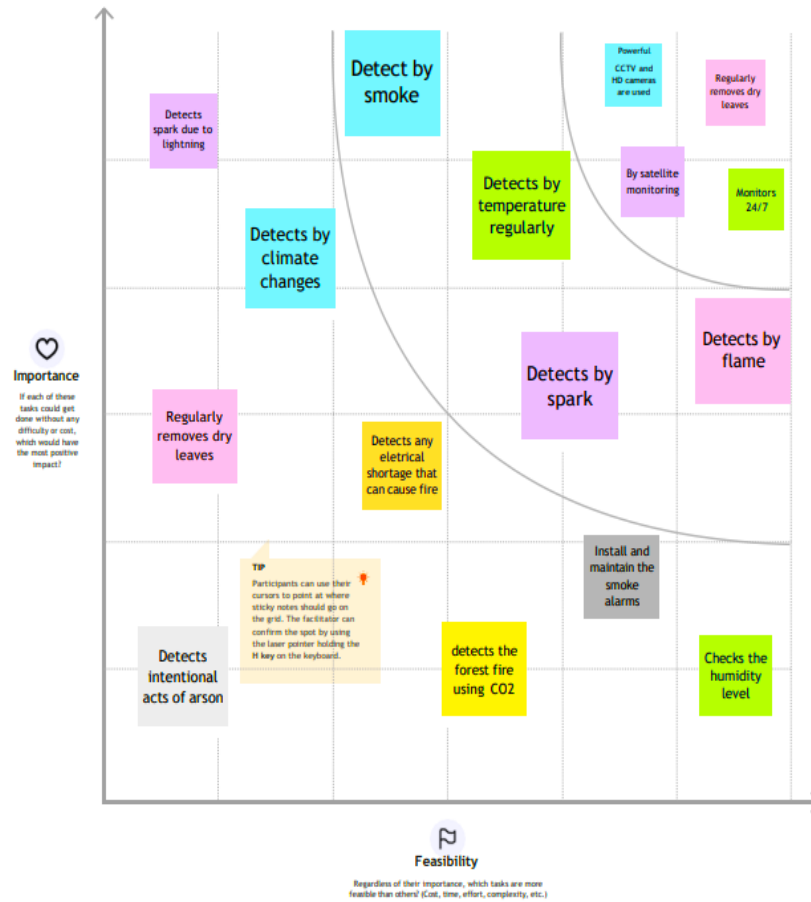 Detect by
smoke
Powerful
CCTV and
HD cameras
are used
Regularly
removes dry
leaves
Detects
spark due to
lightning
By satellite
monitoring
Detects by
temperature
regularly
Monitors
24/7
Detects by
climate
changes
Detects by
flame
Detects by
spark
Importance
If each of these
tasks could get
done without any
difficulty or cost,
which would have
the most positive
impact?
Regularly
removes dry
leaves
Detects any
eletrical
shortage that
can cause fire
Install and
maintain the
smoke
alarms
TIP
Participants can use their
cursors to point at where
sticky notes should go on
the grid. The facilitator can
confirm the spot by using
the laser pointer holding the
H key on the keyboard.
Detects
intentional
acts of arson
detects the
forest fire
using CO2
Checks the
humidity
level
Feasibility
Regardless of their importance, which tasks are more
feasible than others? (Cost, time, effort, complexity, etc.)